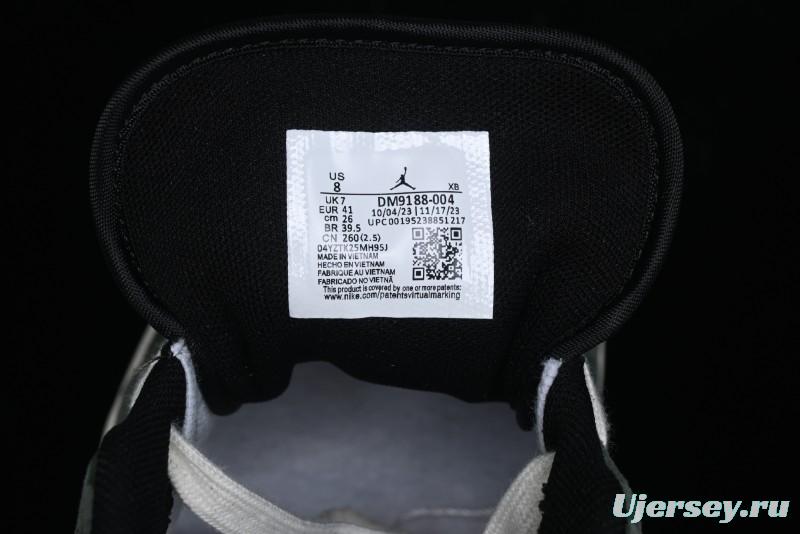 US
8
XB
UK 7
DM9188-004
EUR 41
10/04/23 | 11/17/23
cm 26
UPC00195238851217
BR 39.5
CN 260(2.5)
04YZTK25MH95J
MADE IN VIETNAM
HECHO EN VIETNAM
FABRIQUE AU VIETNAM
FABRICADO NO VIETNÃ
This product is covered by one or more patents:
www.nike.com/patentsvirtualmarking
Ujersey.ru